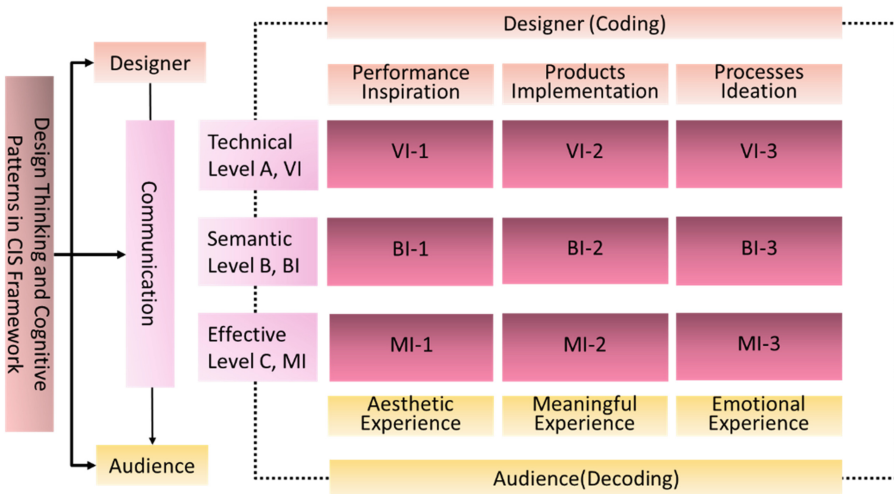 Design Thinking and Cognitive
Patterns in CIS Framework
Designer
Communication
Audience
Designer (Coding)
Performance
Inspiration
Products
Implementation
Processes
Ideation
Technical
Level A, VI
VI-1
VI-2
VI-3
Semantic
Level B, BI
BI-1
BI-2
BI-3
Effective
Level C, MI
MI-1
MI-2
MI-3
Aesthetic
Experience
Meaningful
Experience
Emotional
Experience
Audience(Decoding)